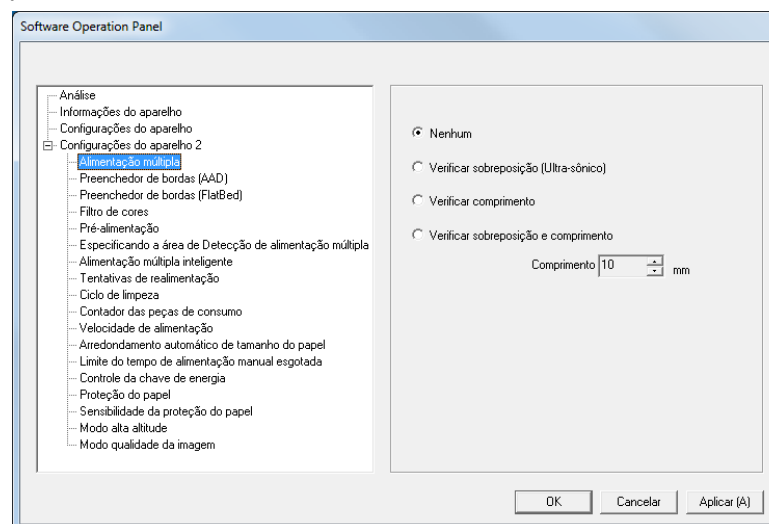 Software Operation Panel
Análise
Informações do aparelho
Configurações do aparelho
Configurações do aparelho 2
Alimentação múltipla
Preenchedor de bordas (AAD)
Preenchedor de bordas (FlatBed)
Filtro de cores
Pré-alimentação
Especificando a área de Detecção de alimentação múltipla
Alimentação múltipla inteligente
Tentativas de realimentação
Ciclo de limpeza
Contador das peças de consumo
Velocidade de alimentação
Arredondamento automático de tamanho do papel
Limite do tempo de alimentação manual esgotada
Controle da chave de energia
Proteção do papel
Sensibilidade da proteção do papel
Modo alta altitude
Modo qualidade da imagem
Nenhum
Verificar sobreposição (Ultra-sônico)
Verificar comprimento
Verificar sobreposição e comprimento
Comprimento 10 mm
OK Cancelar Aplicar (A)